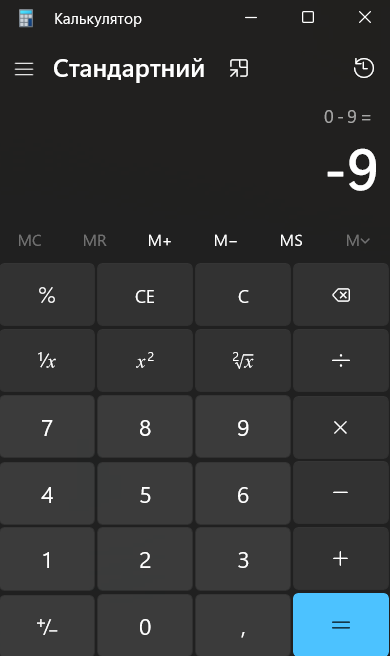 Калькулятор
Стандартний
0 - 9 =
-9
MC MR M+ M− MS M˅
% CE C
⅟x x² ²√x ÷
7 8 9 ×
4 5 6 −
1 2 3 +
+/− 0 , =